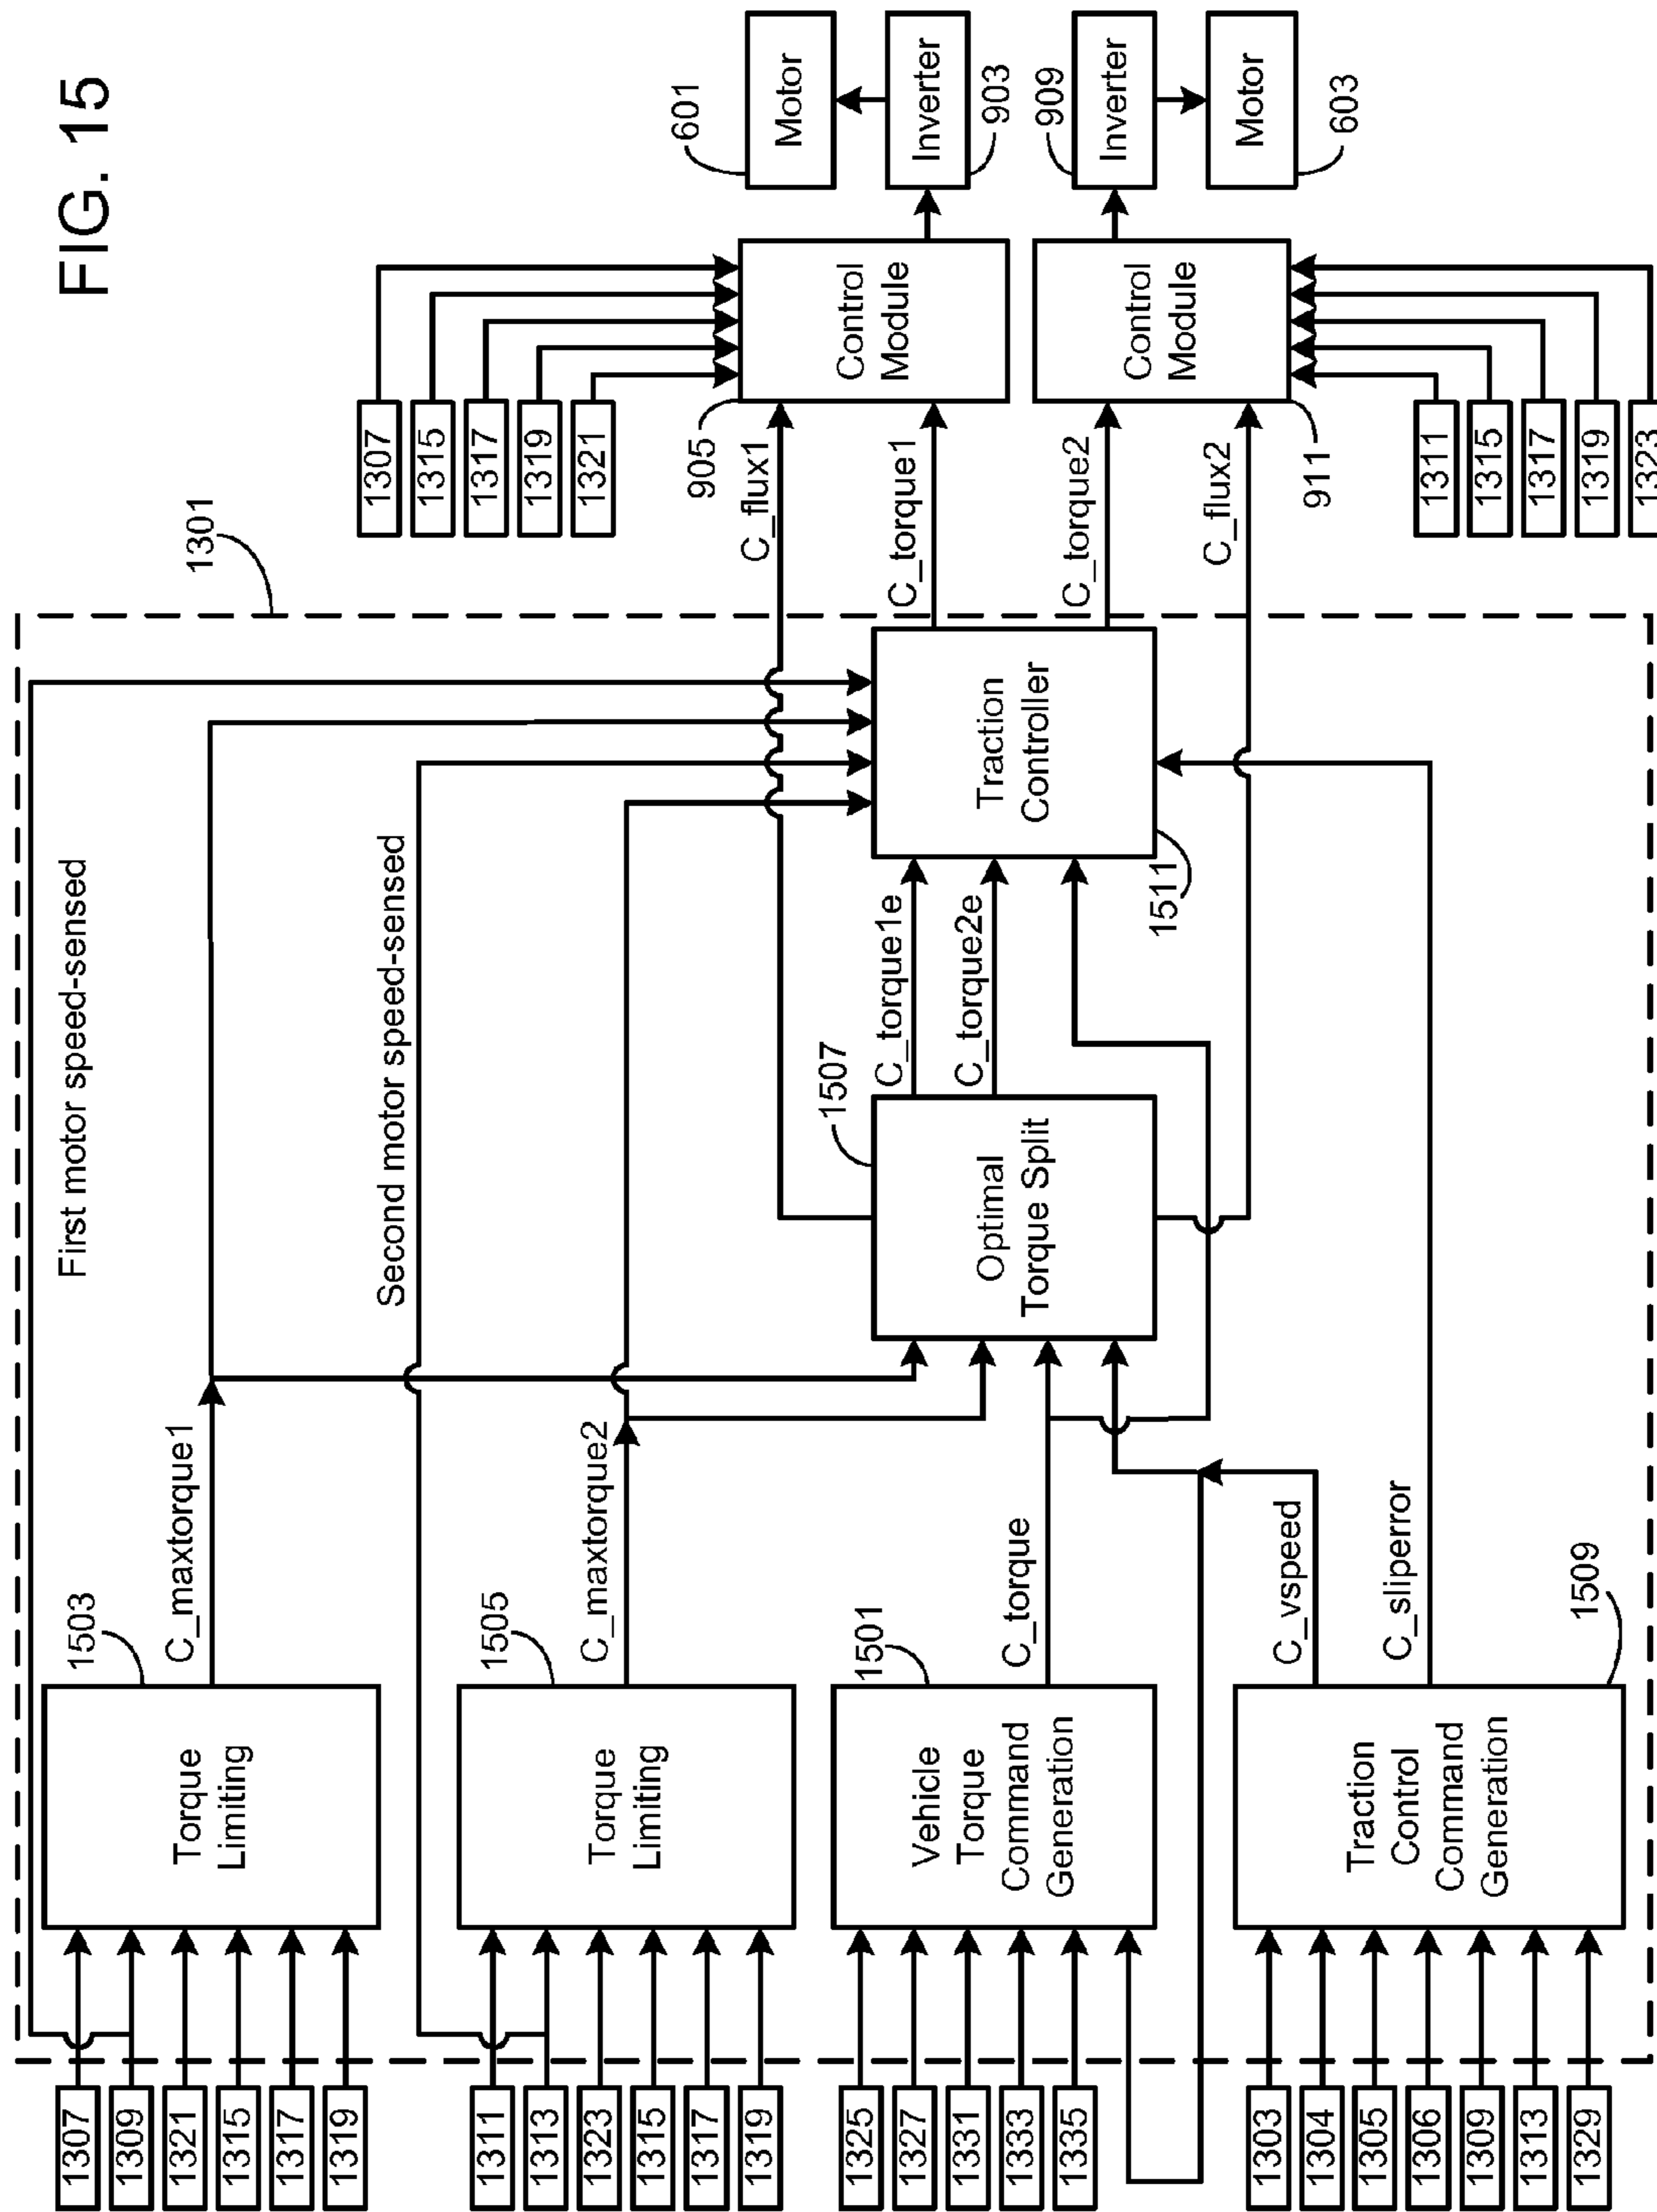 FIG. 15
1301
First motor speed-sensed
Second motor speed-sensed
1307
1309
1321
1315
1317
1319
1503
Torque
Limiting
C_maxtorque1
1311
1313
1323
1315
1317
1319
1505
Torque
Limiting
C_maxtorque2
1325
1327
1331
1333
1335
1501
Vehicle
Torque
Command
Generation
C_torque
1303
1304
1305
1306
1309
1313
1329
Traction
Control
Command
Generation
1509
C_vspeed
C_sliperror
1507
Optimal
Torque Split
C_torque1e
C_torque2e
Traction
Controller
1511
C_flux1
C_torque1
C_torque2
C_flux2
1307
1315
1317
1319
1321
905
Control
Module
Control
Module
911
1311
1315
1317
1319
1323
601
Motor
Inverter
903
909
Inverter
Motor
603